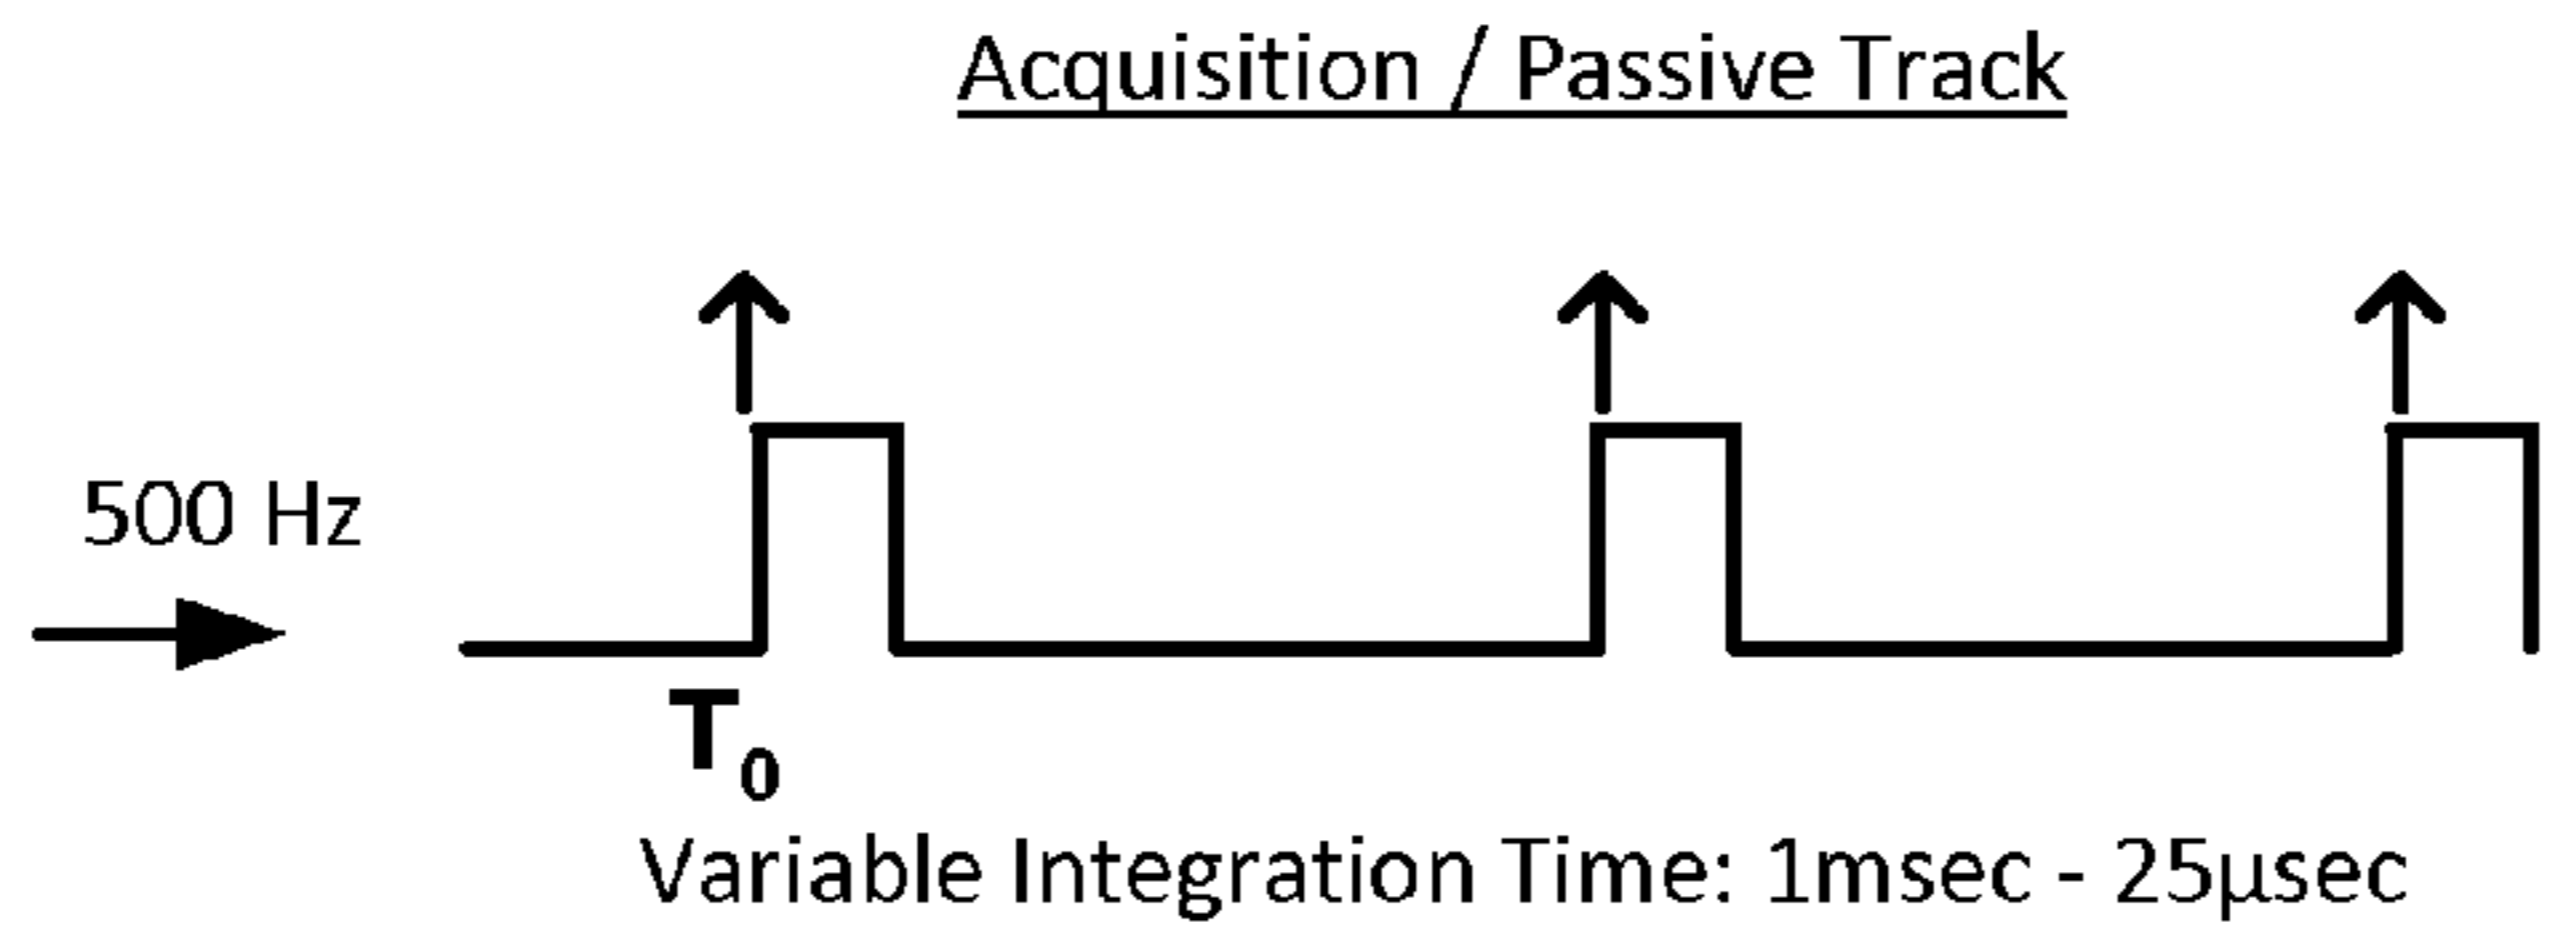 Acquisition / Passive Track
500 Hz
T₀
Variable Integration Time: 1msec - 25µsec